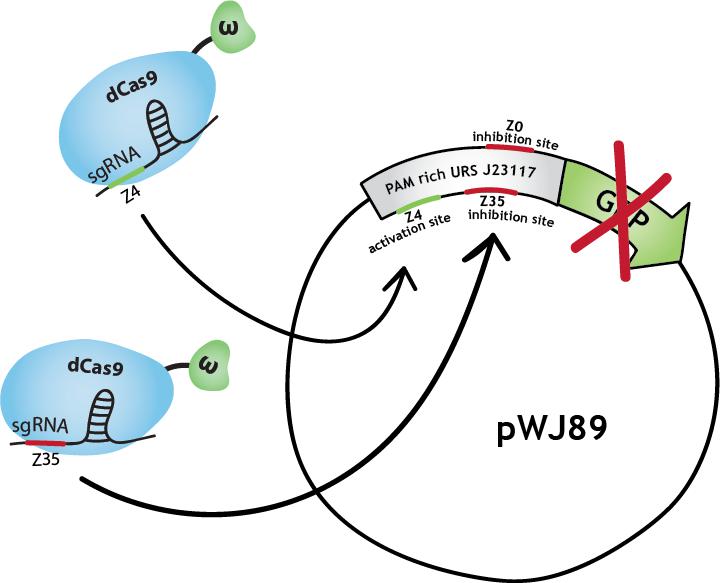 ω
dCas9
sgRNA
Z4
Z0
inhibition site
PAM rich URS J23117
GFP
Z4
activation site
Z35
inhibition site
ω
dCas9
sgRNA
Z35
pWJ89